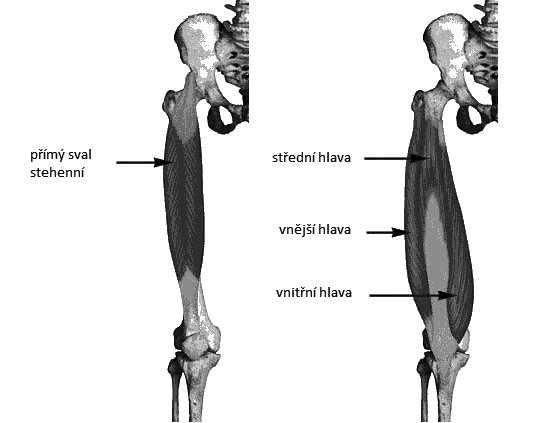 přímý sval
stehenní
střední hlava
vnější hlava
vnitřní hlava